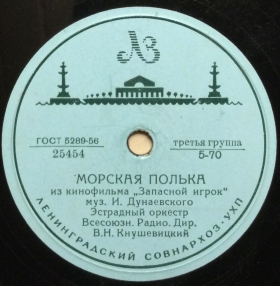 ЛЗ
ГОСТ 5289-56
третья группа
25454
5-70
МОРСКАЯ ПОЛЬКА
из кинофильма „Запасной игрок"
муз. И. Дунаевского
Эстрадный оркестр
Всесоюзн. Радио. Дир.
В.Н. Кнушевицкий
ЛЕНИНГРАДСКИЙ СОВНАРХОЗ-УХП